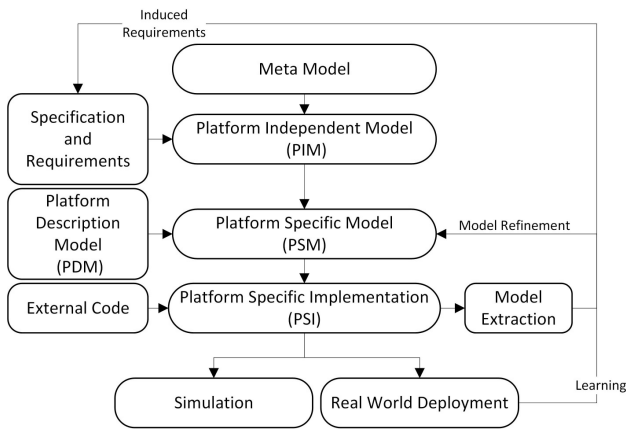 Induced
Requirements
Meta Model
Specification
and
Requirements
Platform Independent Model
(PIM)
Platform
Description
Model
(PDM)
Platform Specific Model
(PSM)
Model Refinement
External Code
Platform Specific Implementation
(PSI)
Model
Extraction
Learning
Simulation
Real World Deployment